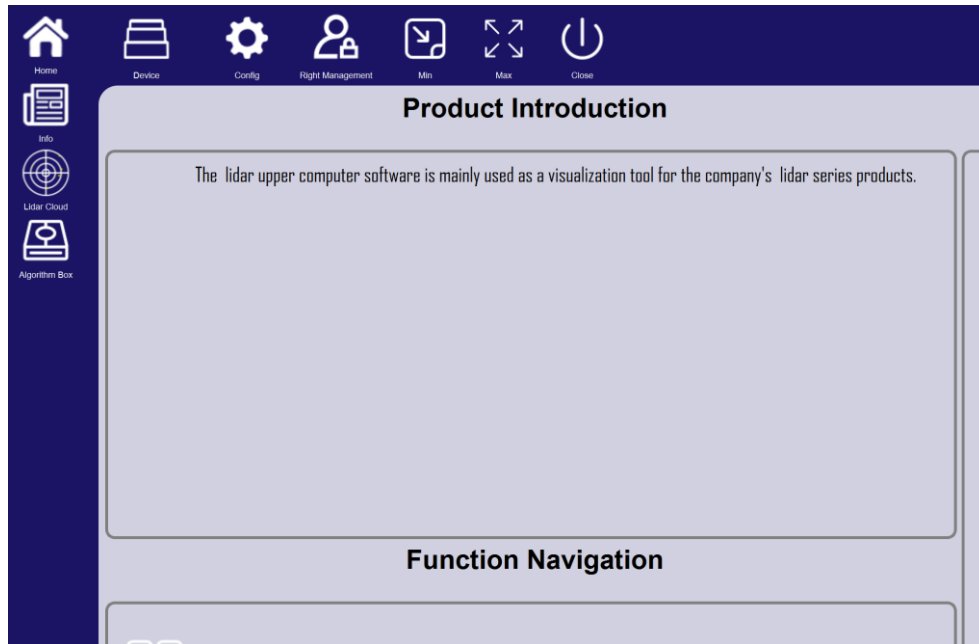 Home
Device
Config
Right Management
Min
Max
Close
Info
Lidar Cloud
Algorithm Box
Product Introduction
The lidar upper computer software is mainly used as a visualization tool for the company's lidar series products.
Function Navigation